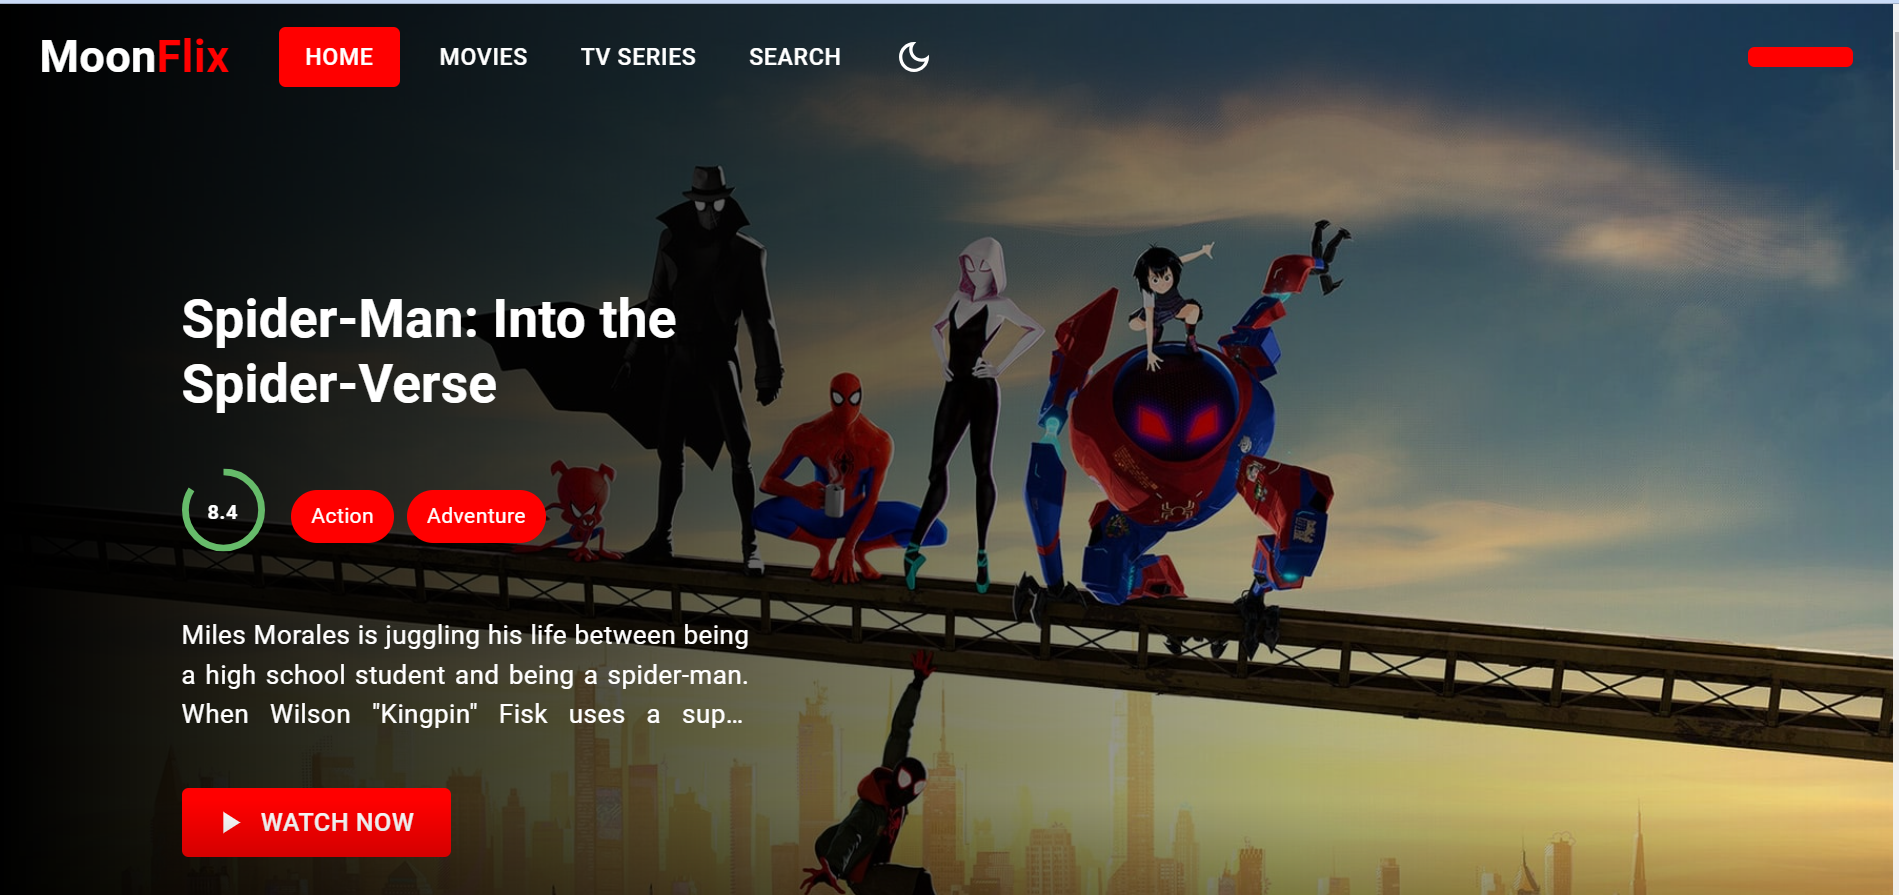 MoonFlix HOME MOVIES TV SERIES SEARCH
Spider-Man: Into the
Spider-Verse
8.4 Action Adventure
Miles Morales is juggling his life between being
a high school student and being a spider-man.
When Wilson "Kingpin" Fisk uses a sup...
WATCH NOW